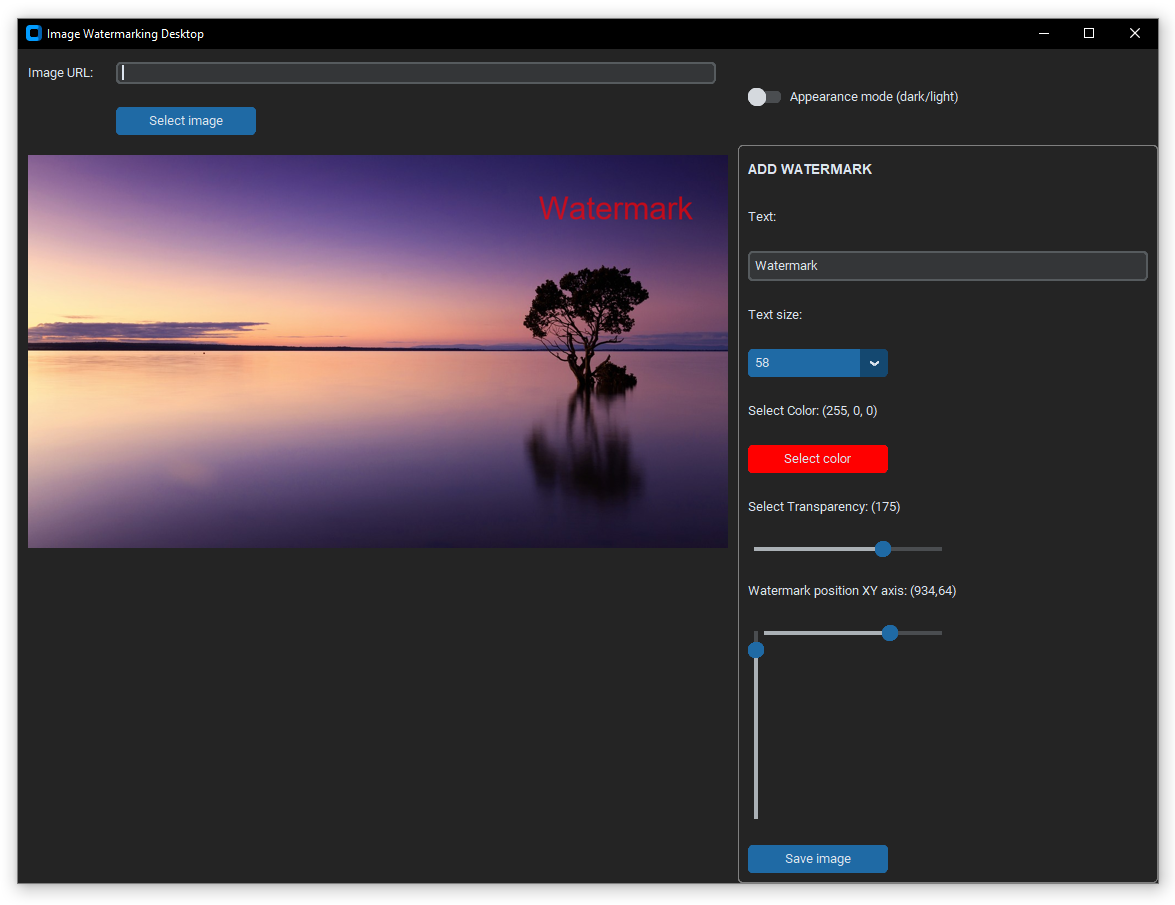 Image Watermarking Desktop
Image URL:
Select image
Appearance mode (dark/light)
Watermark
ADD WATERMARK
Text:
Watermark
Text size:
58
Select Color: (255, 0, 0)
Select color
Select Transparency: (175)
Watermark position XY axis: (934,64)
Save image